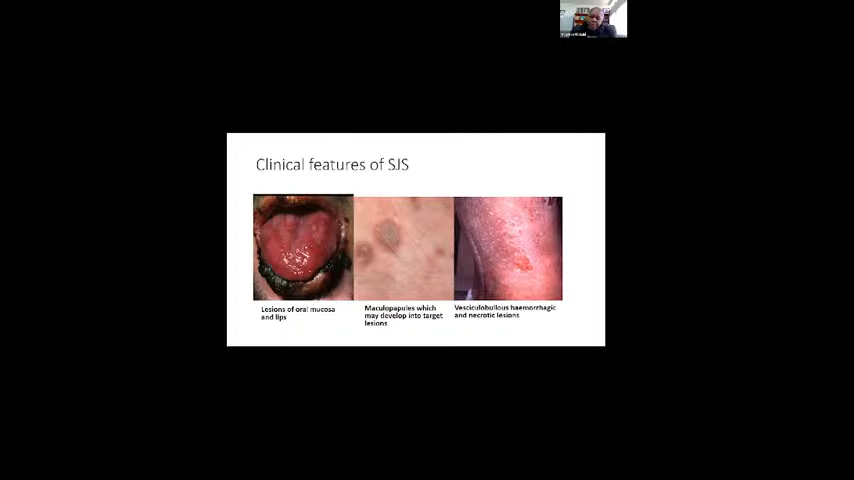 Clinical features of SJS
Lesions of oral mucosa
and lips
Maculopapules which
may develop into target
lesions
Vesciculobullous haemorrhagic
and necrotic lesions